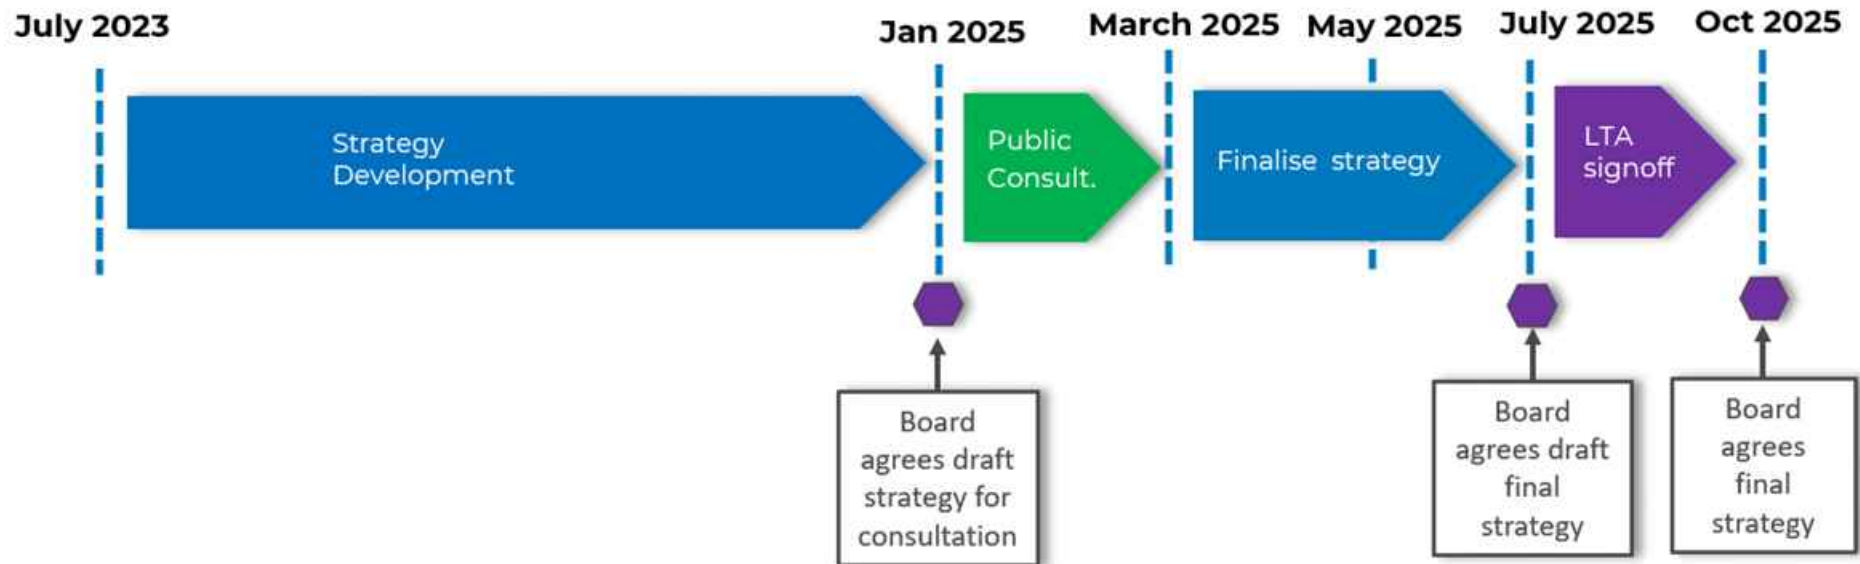 July 2023
Jan 2025
March 2025
May 2025
July 2025
Oct 2025
Strategy
Development
Public
Consult.
Finalise strategy
LTA
signoff
Board
agrees draft
strategy for
consultation
Board
agrees draft
final
strategy
Board
agrees
final
strategy